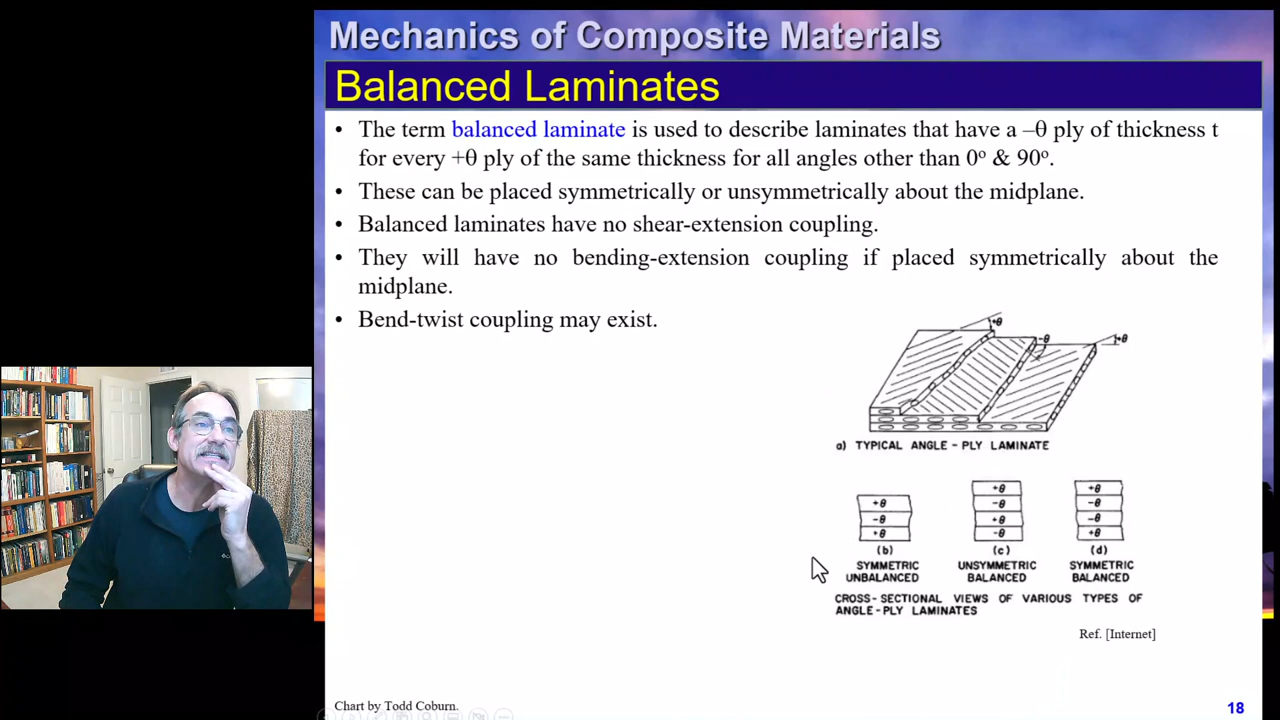 Mechanics of Composite Materials
Balanced Laminates
• The term balanced laminate is used to describe laminates that have a –θ ply of thickness t
for every +θ ply of the same thickness for all angles other than 0º & 90º.
• These can be placed symmetrically or unsymmetrically about the midplane.
• Balanced laminates have no shear-extension coupling.
• They will have no bending-extension coupling if placed symmetrically about the
midplane.
• Bend-twist coupling may exist.
+θ
-θ
+θ
a) TYPICAL ANGLE-PLY LAMINATE
+θ
-θ
+θ
(b)
SYMMETRIC
UNBALANCED
+θ
-θ
+θ
-θ
(c)
UNSYMMETRIC
BALANCED
+θ
-θ
-θ
+θ
(d)
SYMMETRIC
BALANCED
CROSS-SECTIONAL VIEWS OF VARIOUS TYPES OF
ANGLE-PLY LAMINATES
Ref. [Internet]
Chart by Todd Coburn.
18